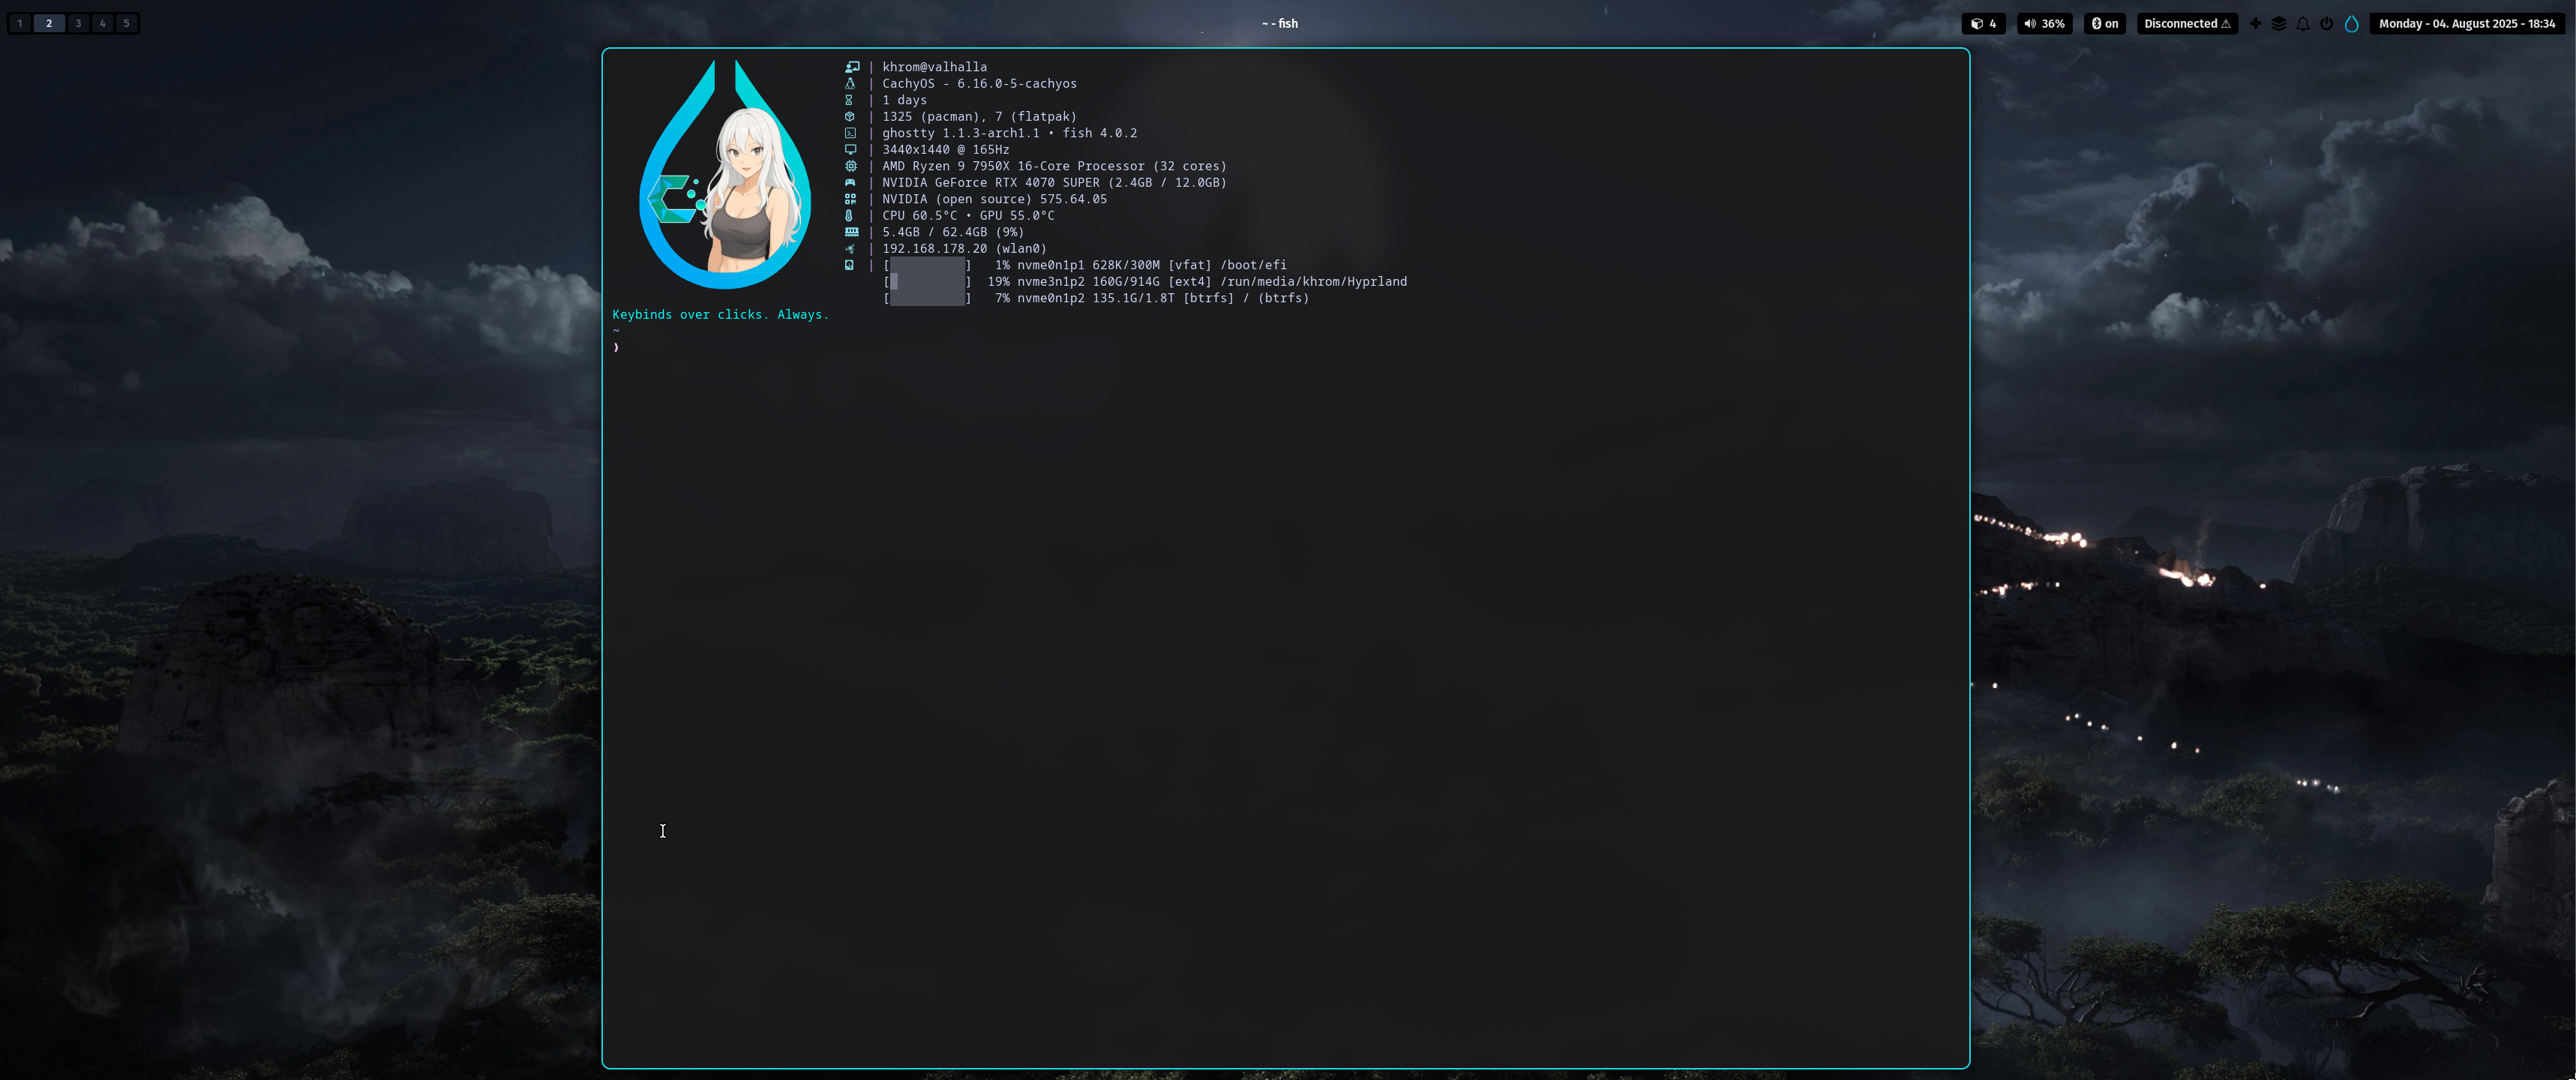 1 2 3 4 5
~ - fish
4 36% on Disconnected ⚠ Monday - 04. August 2025 - 18:34
| khrom@valhalla
| CachyOS - 6.16.0-5-cachyos
| 1 days
| 1325 (pacman), 7 (flatpak)
| ghostty 1.1.3-arch1.1 • fish 4.0.2
| 3440x1440 @ 165Hz
| AMD Ryzen 9 7950X 16-Core Processor (32 cores)
| NVIDIA GeForce RTX 4070 SUPER (2.4GB / 12.0GB)
| NVIDIA (open source) 575.64.05
| CPU 60.5°C • GPU 55.0°C
| 5.4GB / 62.4GB (9%)
| 192.168.178.20 (wlan0)
| [ ] 1% nvme0n1p1 628K/300M [vfat] /boot/efi
[ ] 19% nvme3n1p2 160G/914G [ext4] /run/media/khrom/Hyprland
[ ] 7% nvme0n1p2 135.1G/1.8T [btrfs] / (btrfs)
Keybinds over clicks. Always.
~
❯